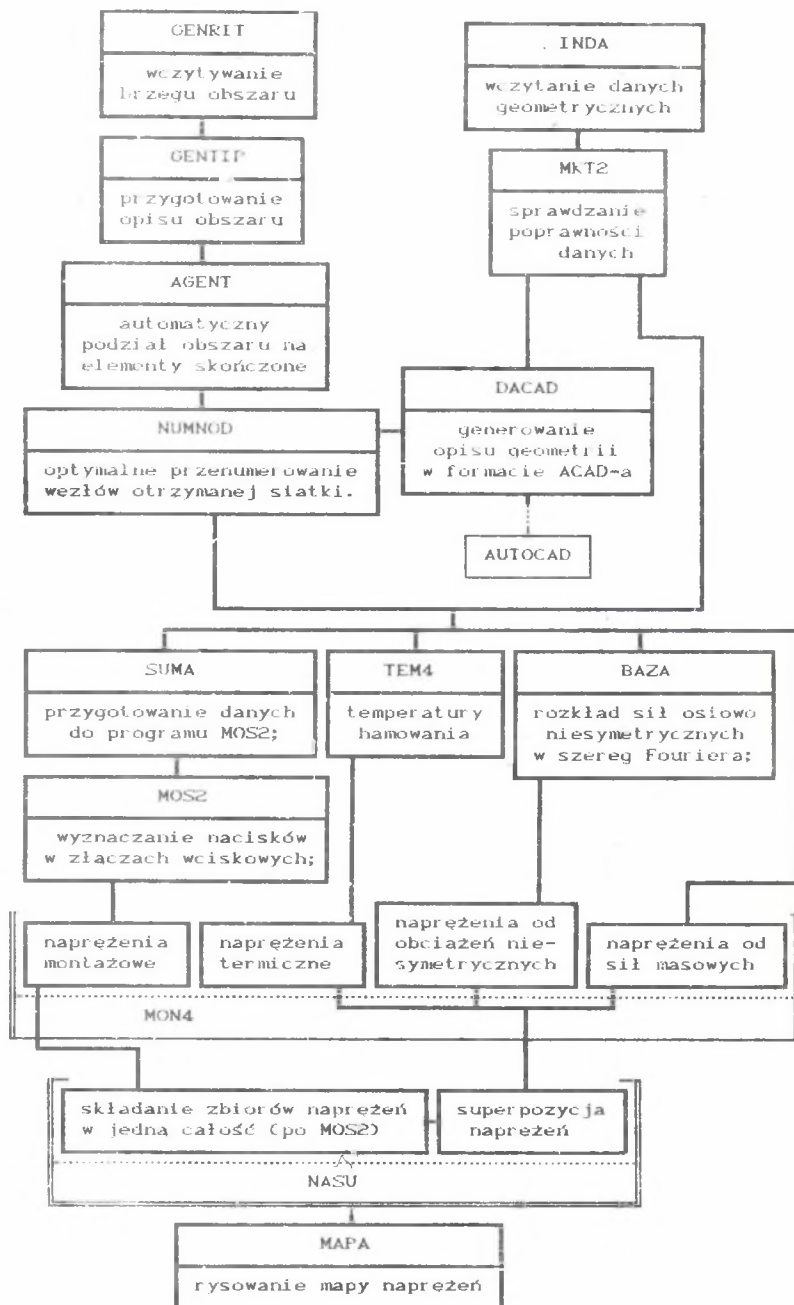 GENRIT
wczytywanie
brzegu obszaru
. INDA
wczytanie danych
geometrycznych
GENTIP
przygotowanie
opisu obszaru
MkT2
sprawdzanie
poprawności
danych
AGENT
automatyczny
podział obszaru na
elementy skończone
DACAD
generowanie
opisu geometrii
w formacie ACAD-a
NUMNOD
optymalne przenumerowanie
węzłów otrzymanej siatki.
AUTOCAD
SUMA
przygotowanie danych
do programu MOS2;
TEM4
temperatury
hamowania
BAZA
rozkład sił osiowo
niesymetrycznych
w szereg Fouriera;
MOS2
wyznaczanie nacisków
w złączach wciskowych;
naprężenia
montażowe
naprężenia
termiczne
naprężenia od
obciażeń nie-
symetrycznych
naprężenia od
sił masowych
MON4
składanie zbiorów naprężeń
w jedną całość (po MOS2)
superpozycja
naprężeń
NASU
MAPA
rysowanie mapy naprężeń